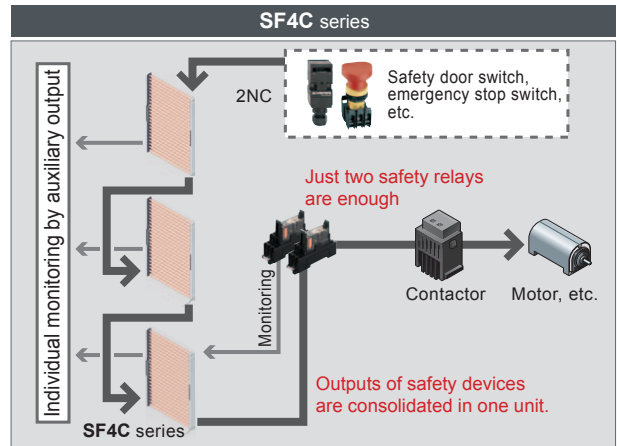 SF4C series
Individual monitoring by auxiliary output
2NC
Safety door switch,
emergency stop switch,
etc.
Just two safety relays
are enough
Monitoring
Contactor
Motor, etc.
Outputs of safety devices
are consolidated in one unit.
SF4C series